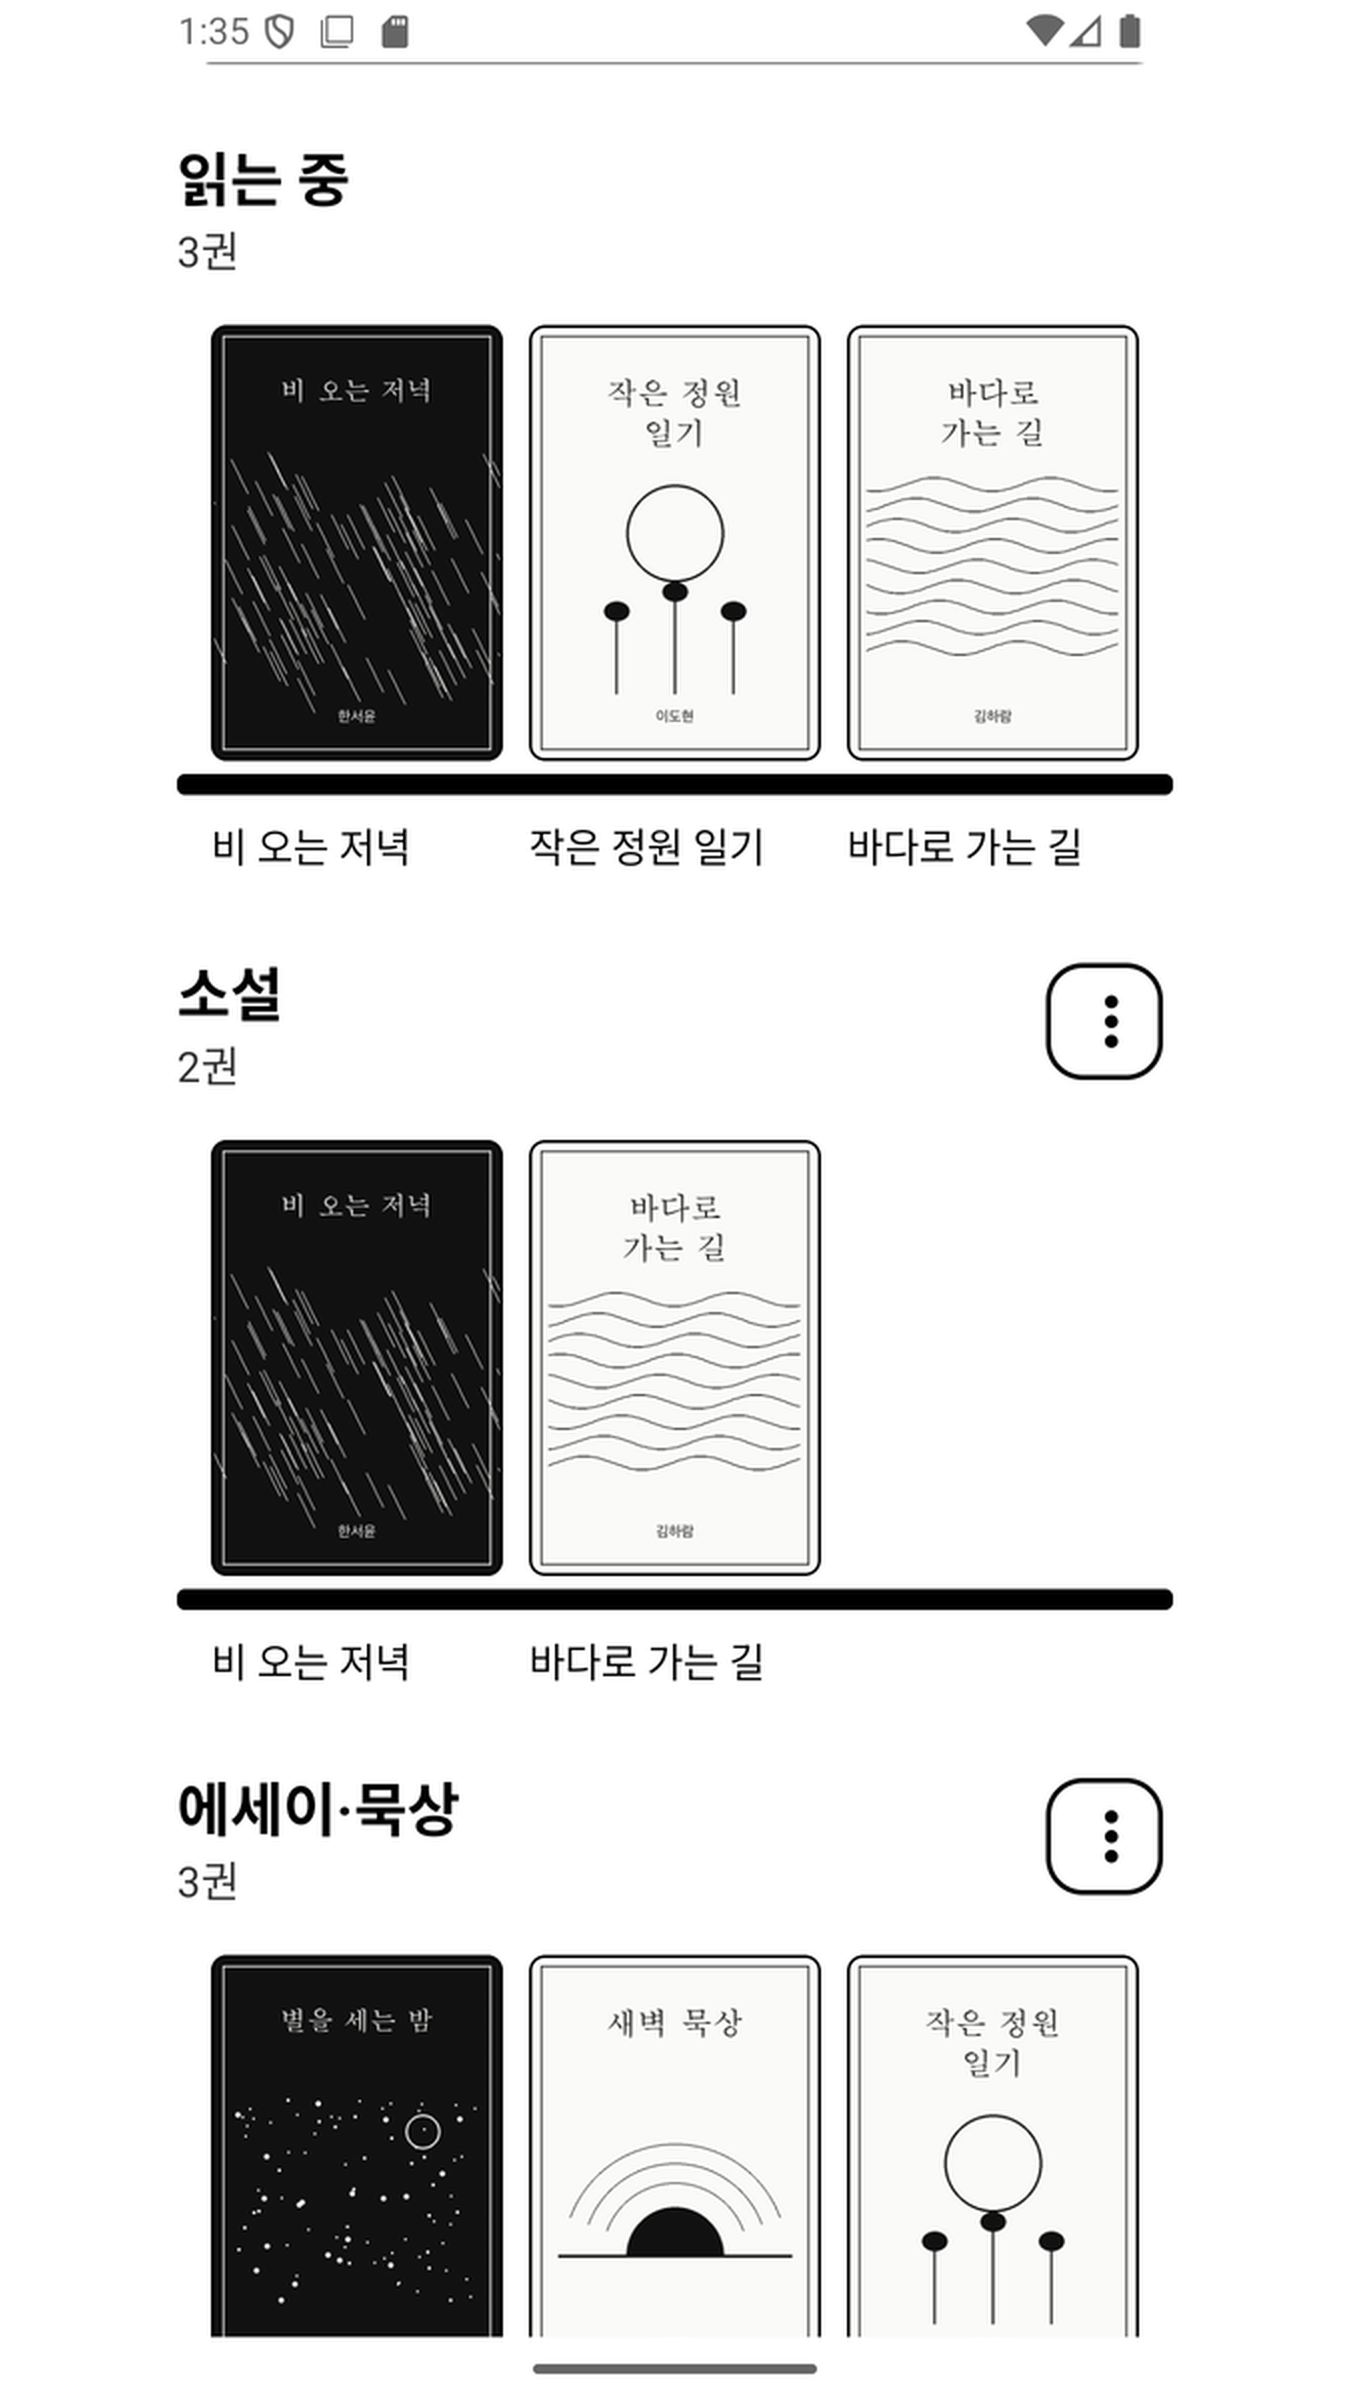 1:35
읽는 중
3권
비 오는 저녁
한서윤
작은 정원
일기
이도현
바다로
가는 길
김하람
비 오는 저녁
작은 정원 일기
바다로 가는 길
소설
2권
비 오는 저녁
한서윤
바다로
가는 길
김하람
비 오는 저녁
바다로 가는 길
에세이·묵상
3권
별을 세는 밤
새벽 묵상
작은 정원
일기